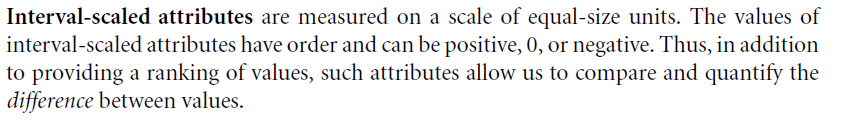 Interval-scaled attributes are measured on a scale of equal-size units. The values of
interval-scaled attributes have order and can be positive, 0, or negative. Thus, in addition
to providing a ranking of values, such attributes allow us to compare and quantify the
difference between values.